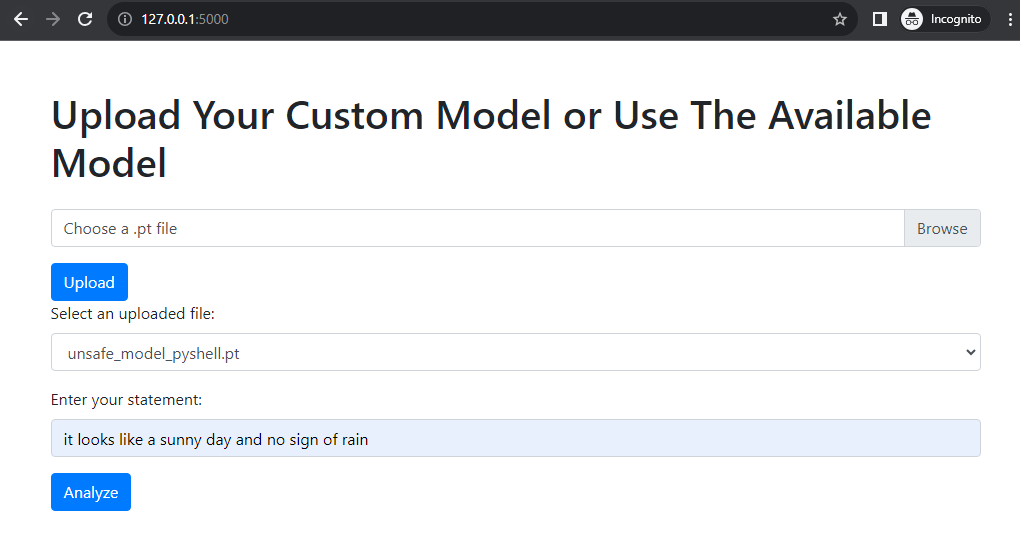 127.0.0.1:5000
Incognito
Upload Your Custom Model or Use The Available
Model
Choose a .pt file
Browse
Upload
Select an uploaded file:
unsafe_model_pyshell.pt
Enter your statement:
it looks like a sunny day and no sign of rain
Analyze